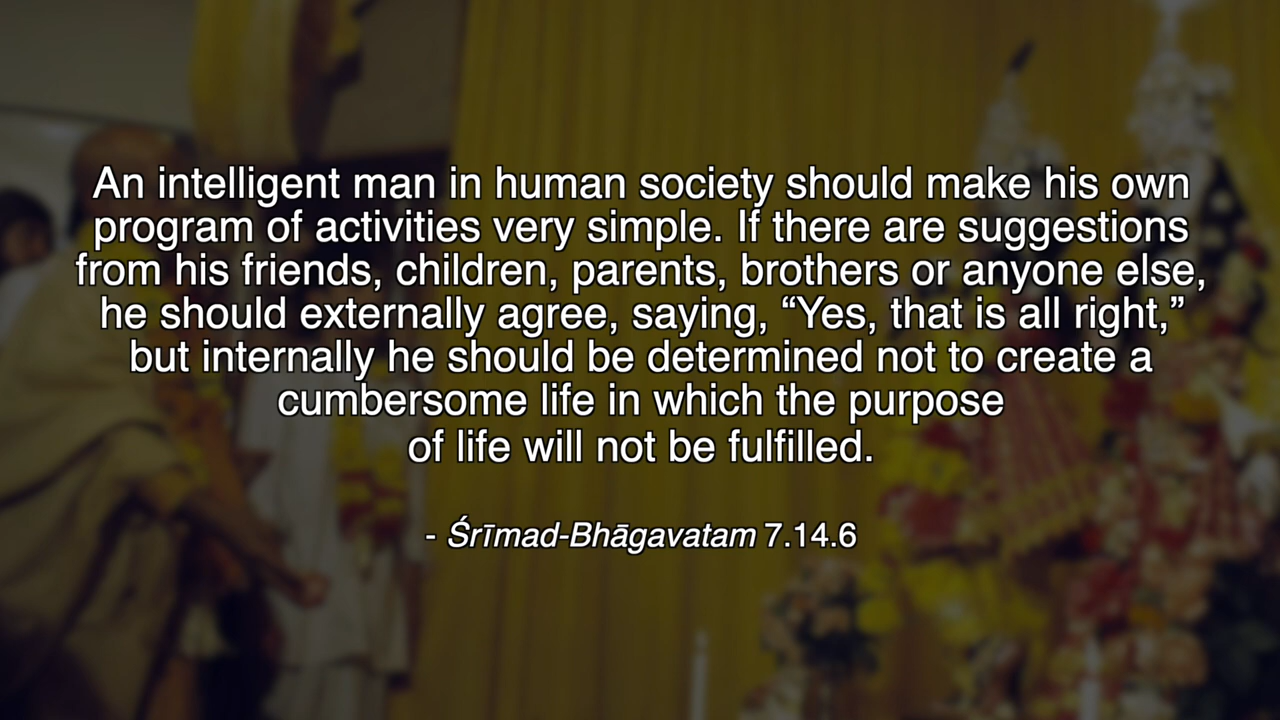 An intelligent man in human society should make his own
program of activities very simple. If there are suggestions
from his friends, children, parents, brothers or anyone else,
he should externally agree, saying, “Yes, that is all right,”
but internally he should be determined not to create a
cumbersome life in which the purpose
of life will not be fulfilled.
- Śrīmad-Bhāgavatam 7.14.6